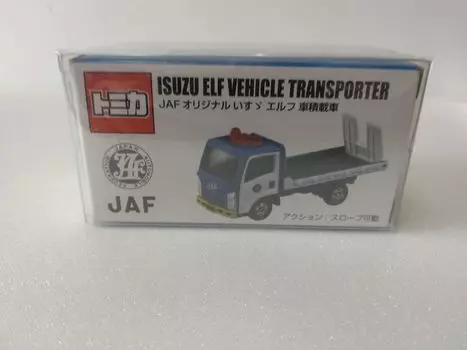 ISUZU ELF VEHICLE TRANSPORTER
トミカ
JAF オリジナル いすゞ エルフ 車積載車
JAF
アクション：スロープ可動